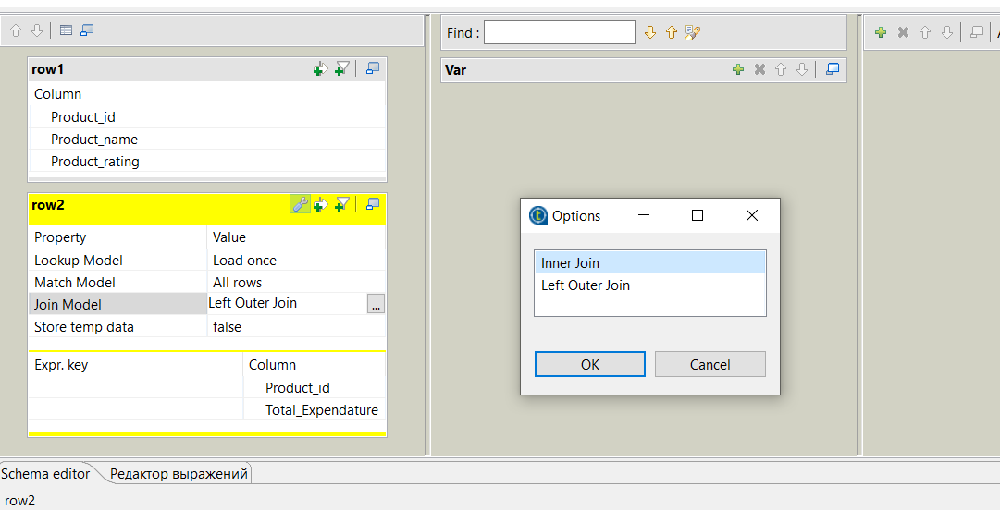 Find :
row1
Column
Product_id
Product_name
Product_rating
Var
row2
Property Value
Lookup Model Load once
Match Model All rows
Join Model Left Outer Join ...
Store temp data false
Expr. key Column
Product_id
Total_Expendature
Options
Inner Join
Left Outer Join
OK Cancel
Schema editor Редактор выражений
row2